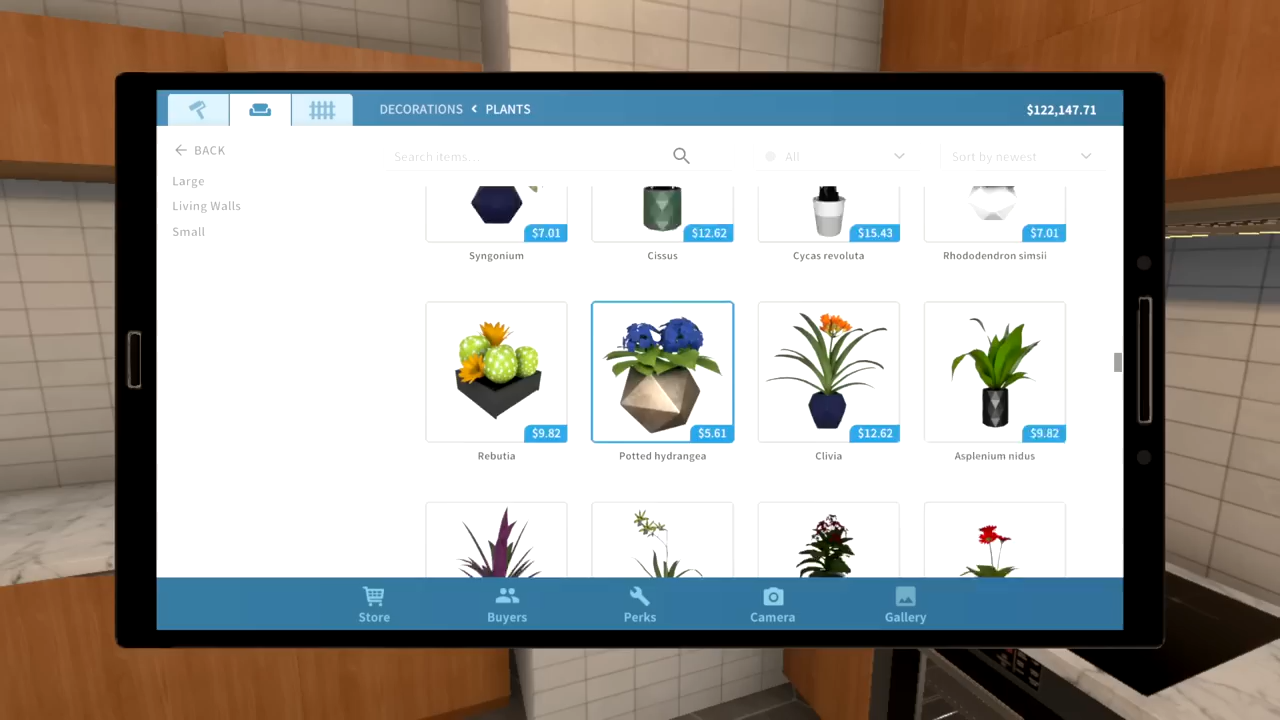 DECORATIONS < PLANTS
$122,147.71
BACK
Search items...
All
Sort by newest
Large
Living Walls
Small
$7.01
$12.62
$15.43
$7.01
Syngonium
Cissus
Cycas revoluta
Rhododendron simsii
$9.82
$5.61
$12.62
$9.82
Rebutia
Potted hydrangea
Clivia
Asplenium nidus
Store
Buyers
Perks
Camera
Gallery